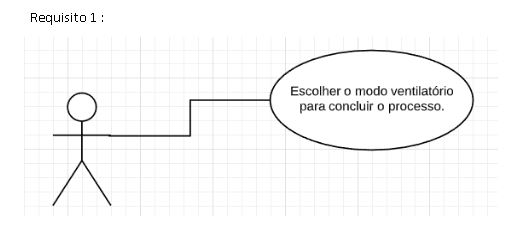 Requisito 1 :
Escolher o modo ventilatório
para concluir o processo.